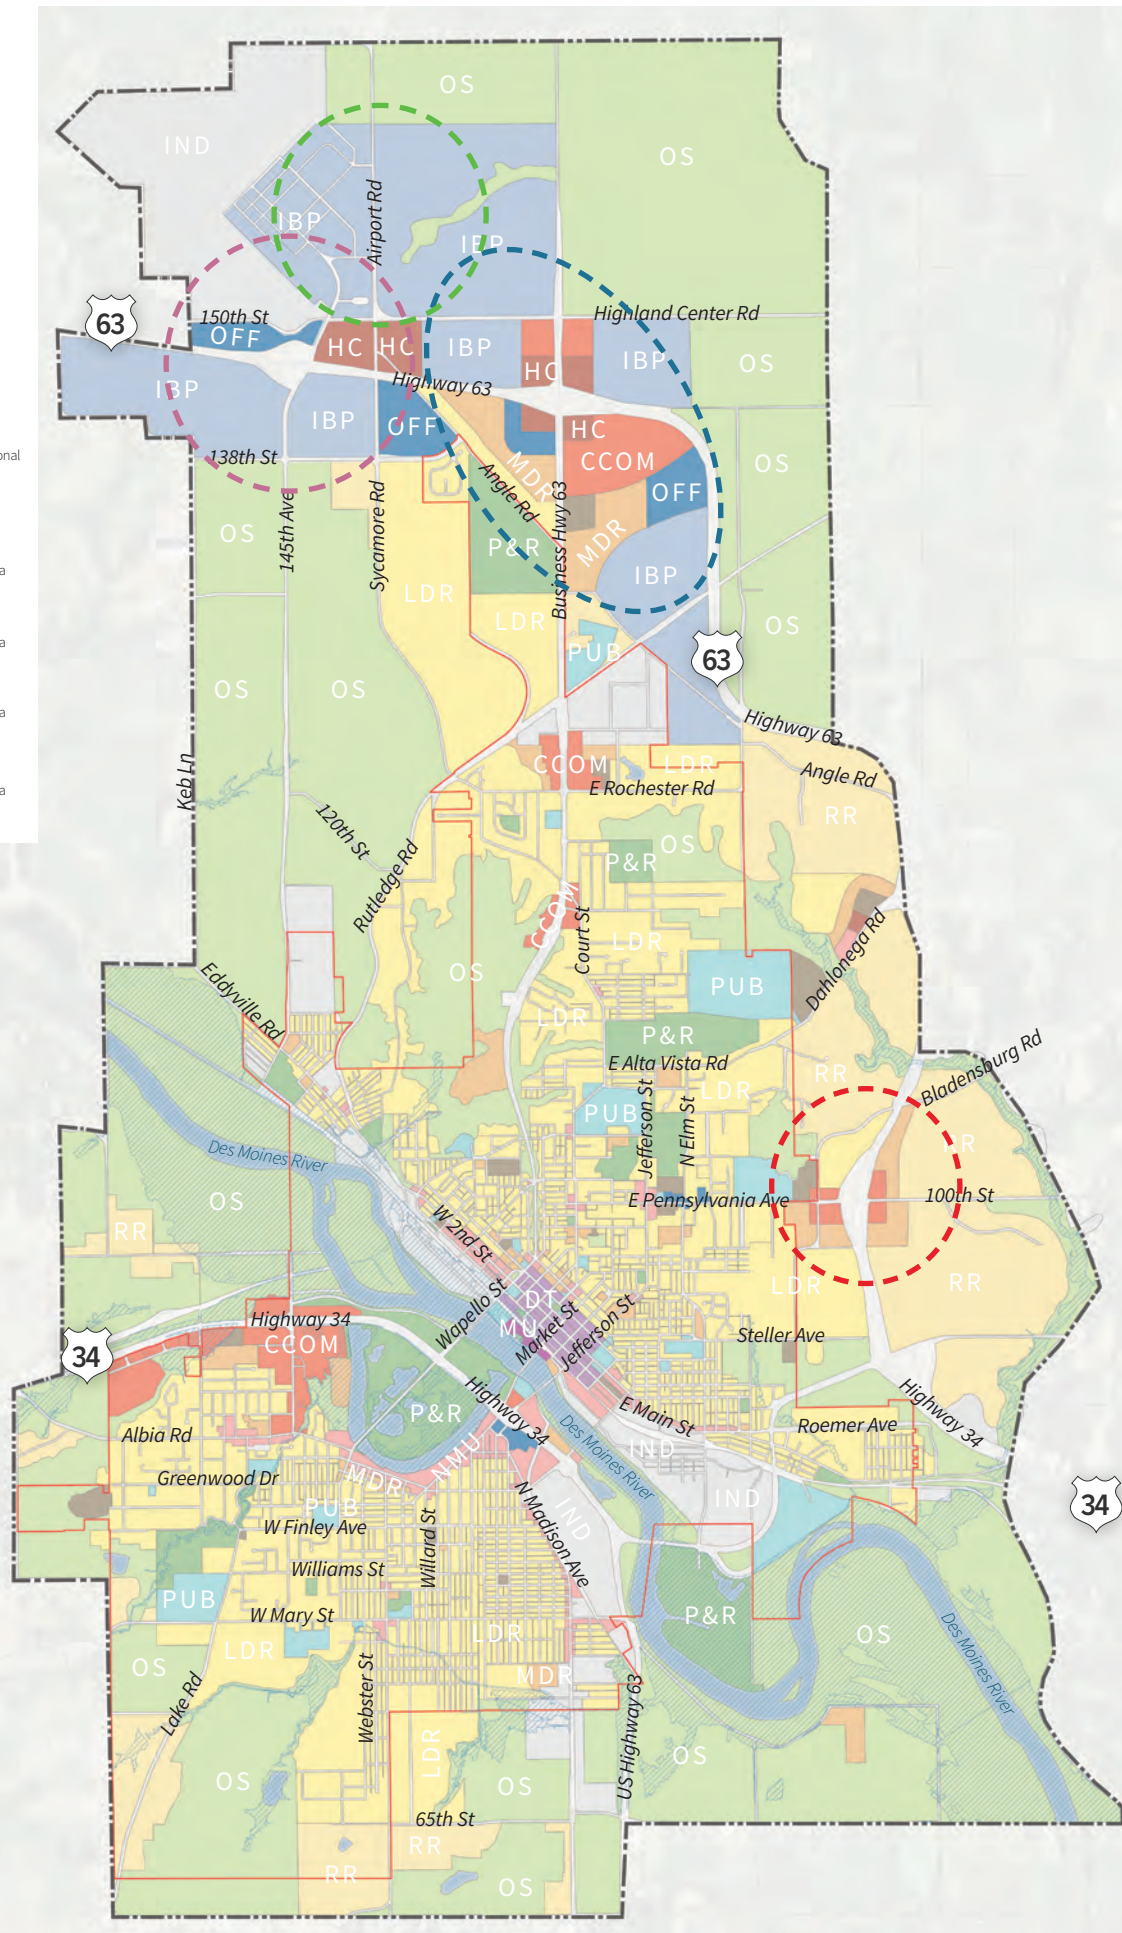 OS
IND
OS
Airport Rd
IBP
IBP
Highland Center Rd
150th St
63
OFF
HC
HC
IBP
HC
IBP
OS
IBP
Highway 63
IBP
OFF
HC
CCOM
onal
138th St
MDR
OFF
OS
Angle Rd
145th Ave
Sycamore Rd
Business Hwy 63
OS
P&R
MDR
a
IBP
LDR
LDR
OS
a
PUB
63
OS
OS
a
Highway 63
CCOM
LDR
Angle Rd
a
Keb Ln
E Rochester Rd
RR
120th St
Rutledge Rd
OS
P&R
CCOM
Court St
LDR
Dahlonega Rd
Eddyville Rd
OS
PUB
LDR
P&R
E Alta Vista Rd
RR
Bladensburg Rd
LDR
PUB
Jefferson St
N Elm St
RR
Des Moines River
OS
E Pennsylvania Ave
100th St
RR
W 2nd St
LDR
RR
DT
MU
Wapello St
Market St
Jefferson St
Highway 34
CCOM
Steller Ave
34
P&R
Highway 34
E Main St
Highway 34
Albia Rd
Roemer Ave
NMU
Des Moines River
IND
Greenwood Dr
MDR
IND
34
PUB
N Madison Ave
IND
W Finley Ave
Willard St
Williams St
PUB
W Mary St
P&R
LDR
LDR
OS
OS
MDR
Des Moines River
Lake Rd
Webster St
US Highway 63
LDR
OS
OS
OS
65th St
RR
RR
OS